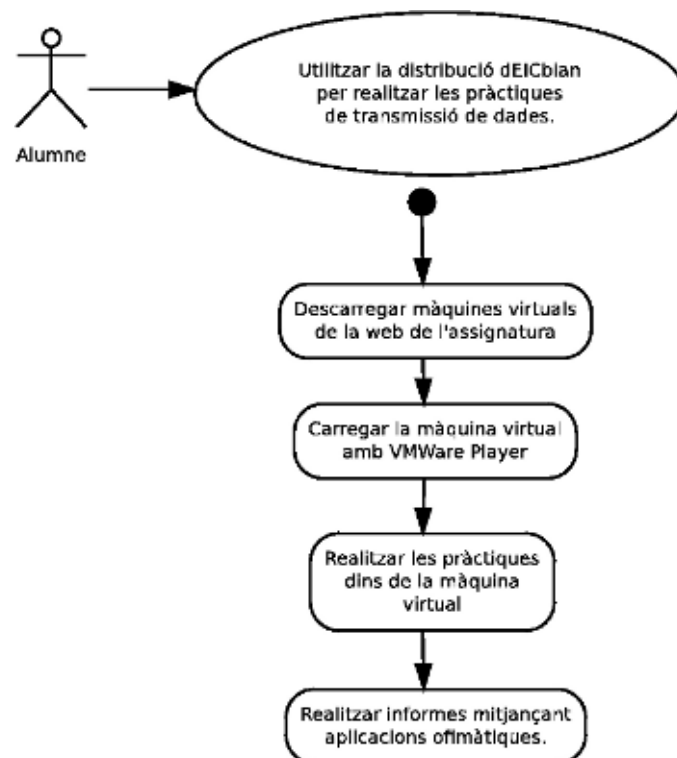 Utilitzar la distribució dEICbian
per realitzar les pràctiques
de transmissió de dades.
Alumne
Descarregar màquines virtuals
de la web de l'assignatura
Carregar la màquina virtual
amb VMWare Player
Realitzar les pràctiques
dins de la màquina
virtual
Realitzar informes mitjançant
aplicacions ofimàtiques.